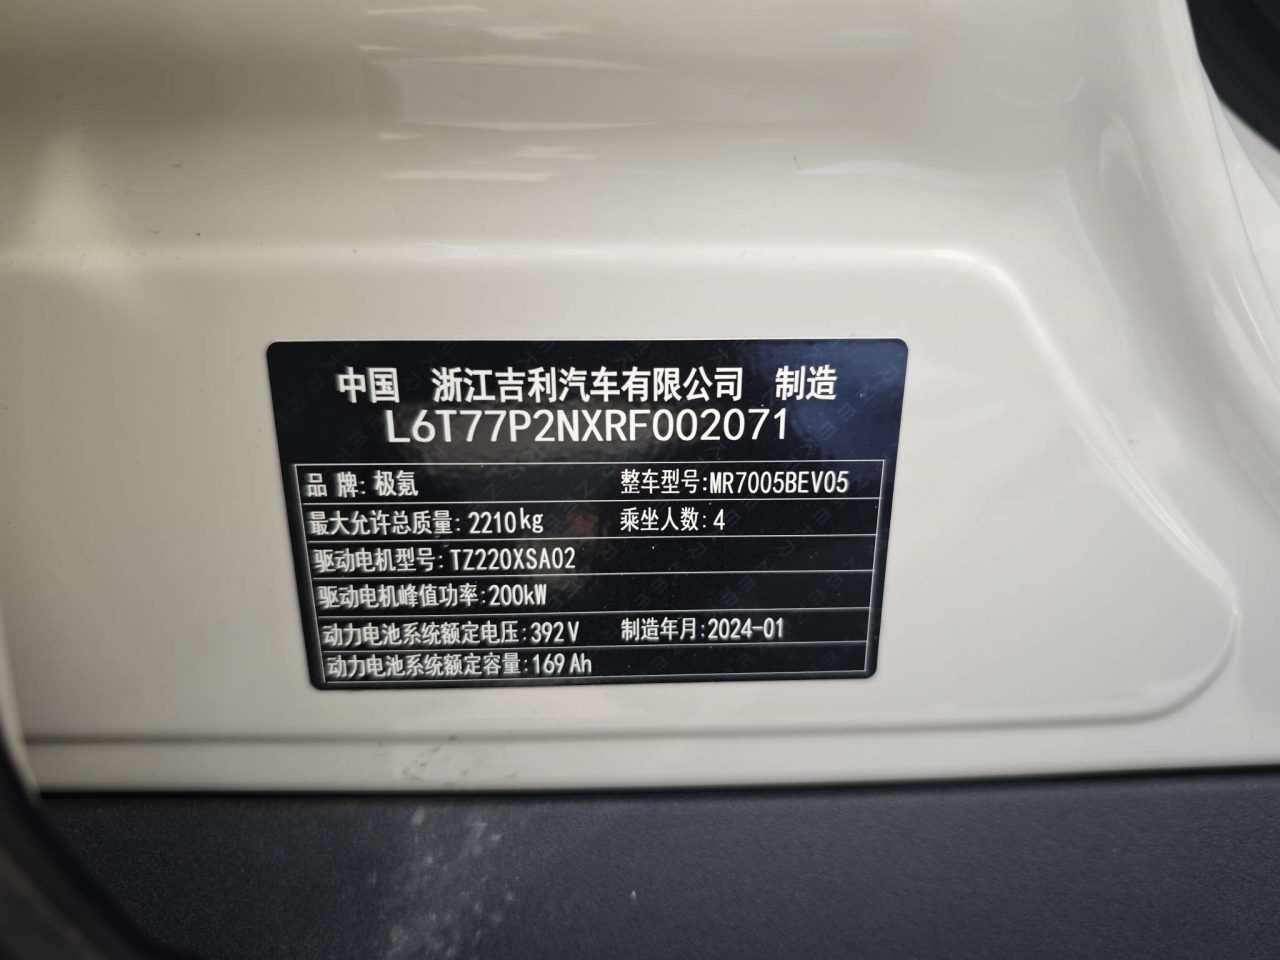 中国 浙江吉利汽车有限公司 制造
L6T77P2NXRF002071
品牌:极氪 整车型号:MR7005BEV05
最大允许总质量:2210kg 乘坐人数:4
驱动电机型号:TZ220XSA02
驱动电机峰值功率:200kW
动力电池系统额定电压:392V 制造年月:2024-01
动力电池系统额定容量:169Ah